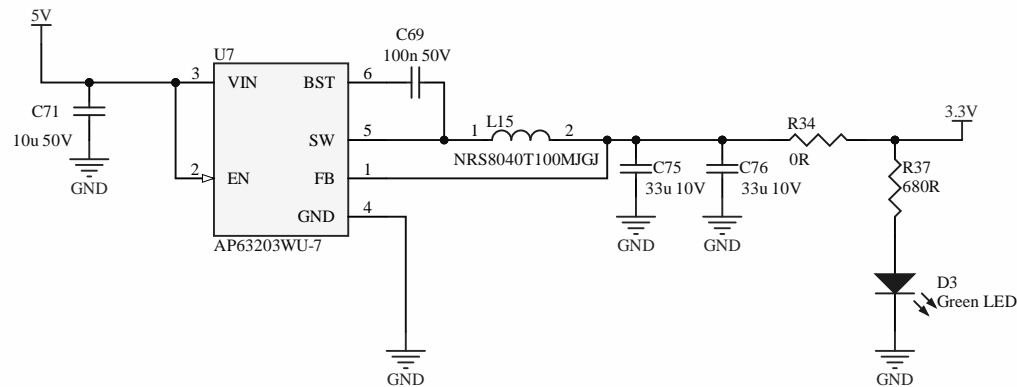 5V
C71
10u 50V
GND
U7
3 VIN BST 6
SW 5
2 EN FB 1
GND 4
AP63203WU-7
C69
100n 50V
GND
1 L15 2
NRS8040T100MJGJ
C75
33u 10V
GND
C76
33u 10V
GND
R34
0R
3.3V
R37
680R
D3
Green LED
GND